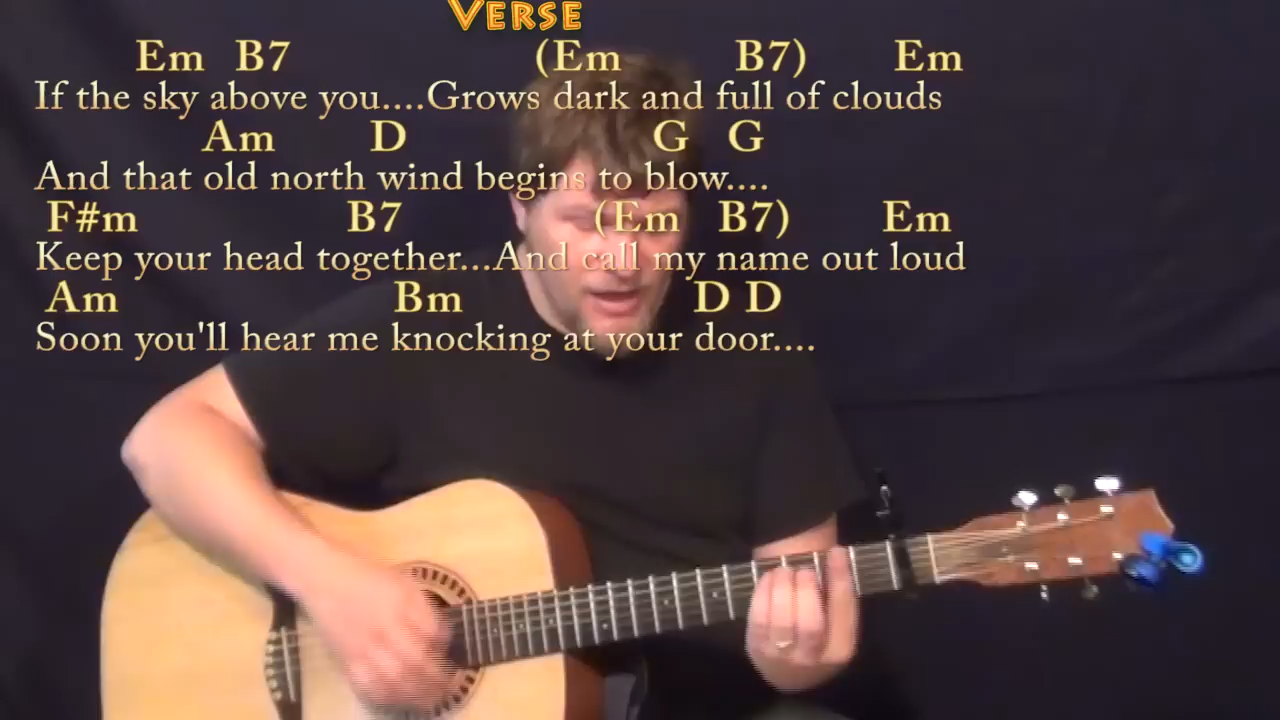 VERSE
Em B7 (Em B7) Em
If the sky above you....Grows dark and full of clouds
Am D G G
And that old north wind begins to blow....
F#m B7 (Em B7) Em
Keep your head together...And call my name out loud
Am Bm D D
Soon you'll hear me knocking at your door....